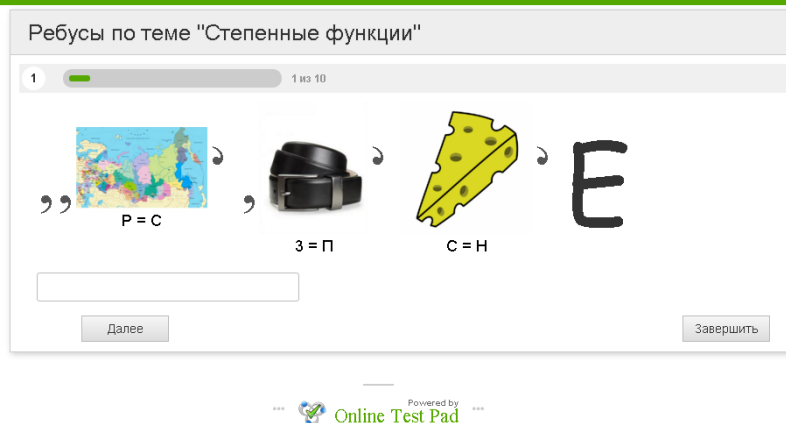 Ребусы по теме "Степенные функции"
1 1 из 10
,, , , , , Е
Р = С
З = П
С = Н
Далее
Завершить
Powered by
Online Test Pad